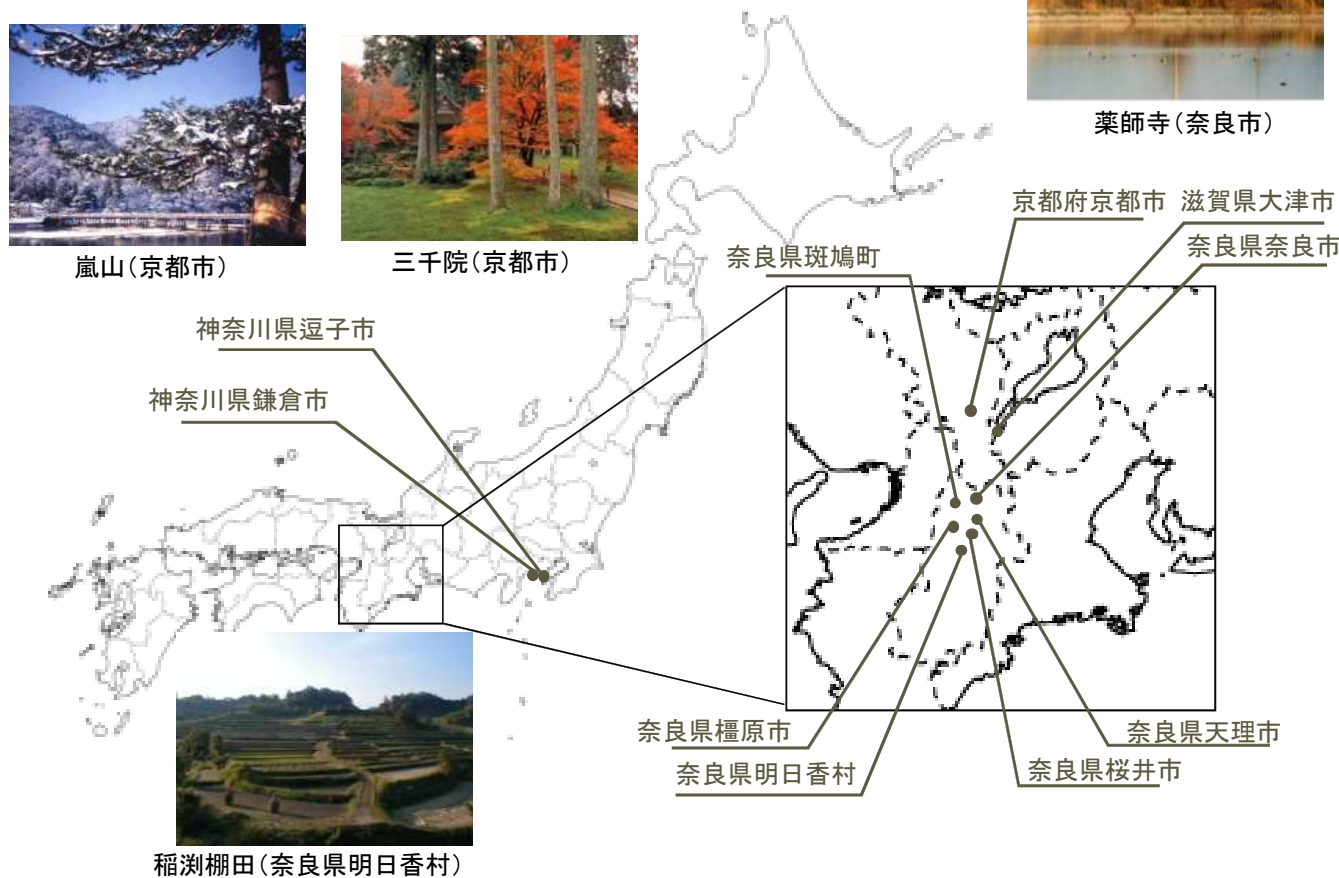 薬師寺(奈良市)
嵐山(京都市)
三千院(京都市)
京都府京都市
滋賀県大津市
奈良県斑鳩町
奈良県奈良市
神奈川県逗子市
神奈川県鎌倉市
奈良県橿原市
奈良県天理市
奈良県明日香村
奈良県桜井市
稲渕棚田(奈良県明日香村)